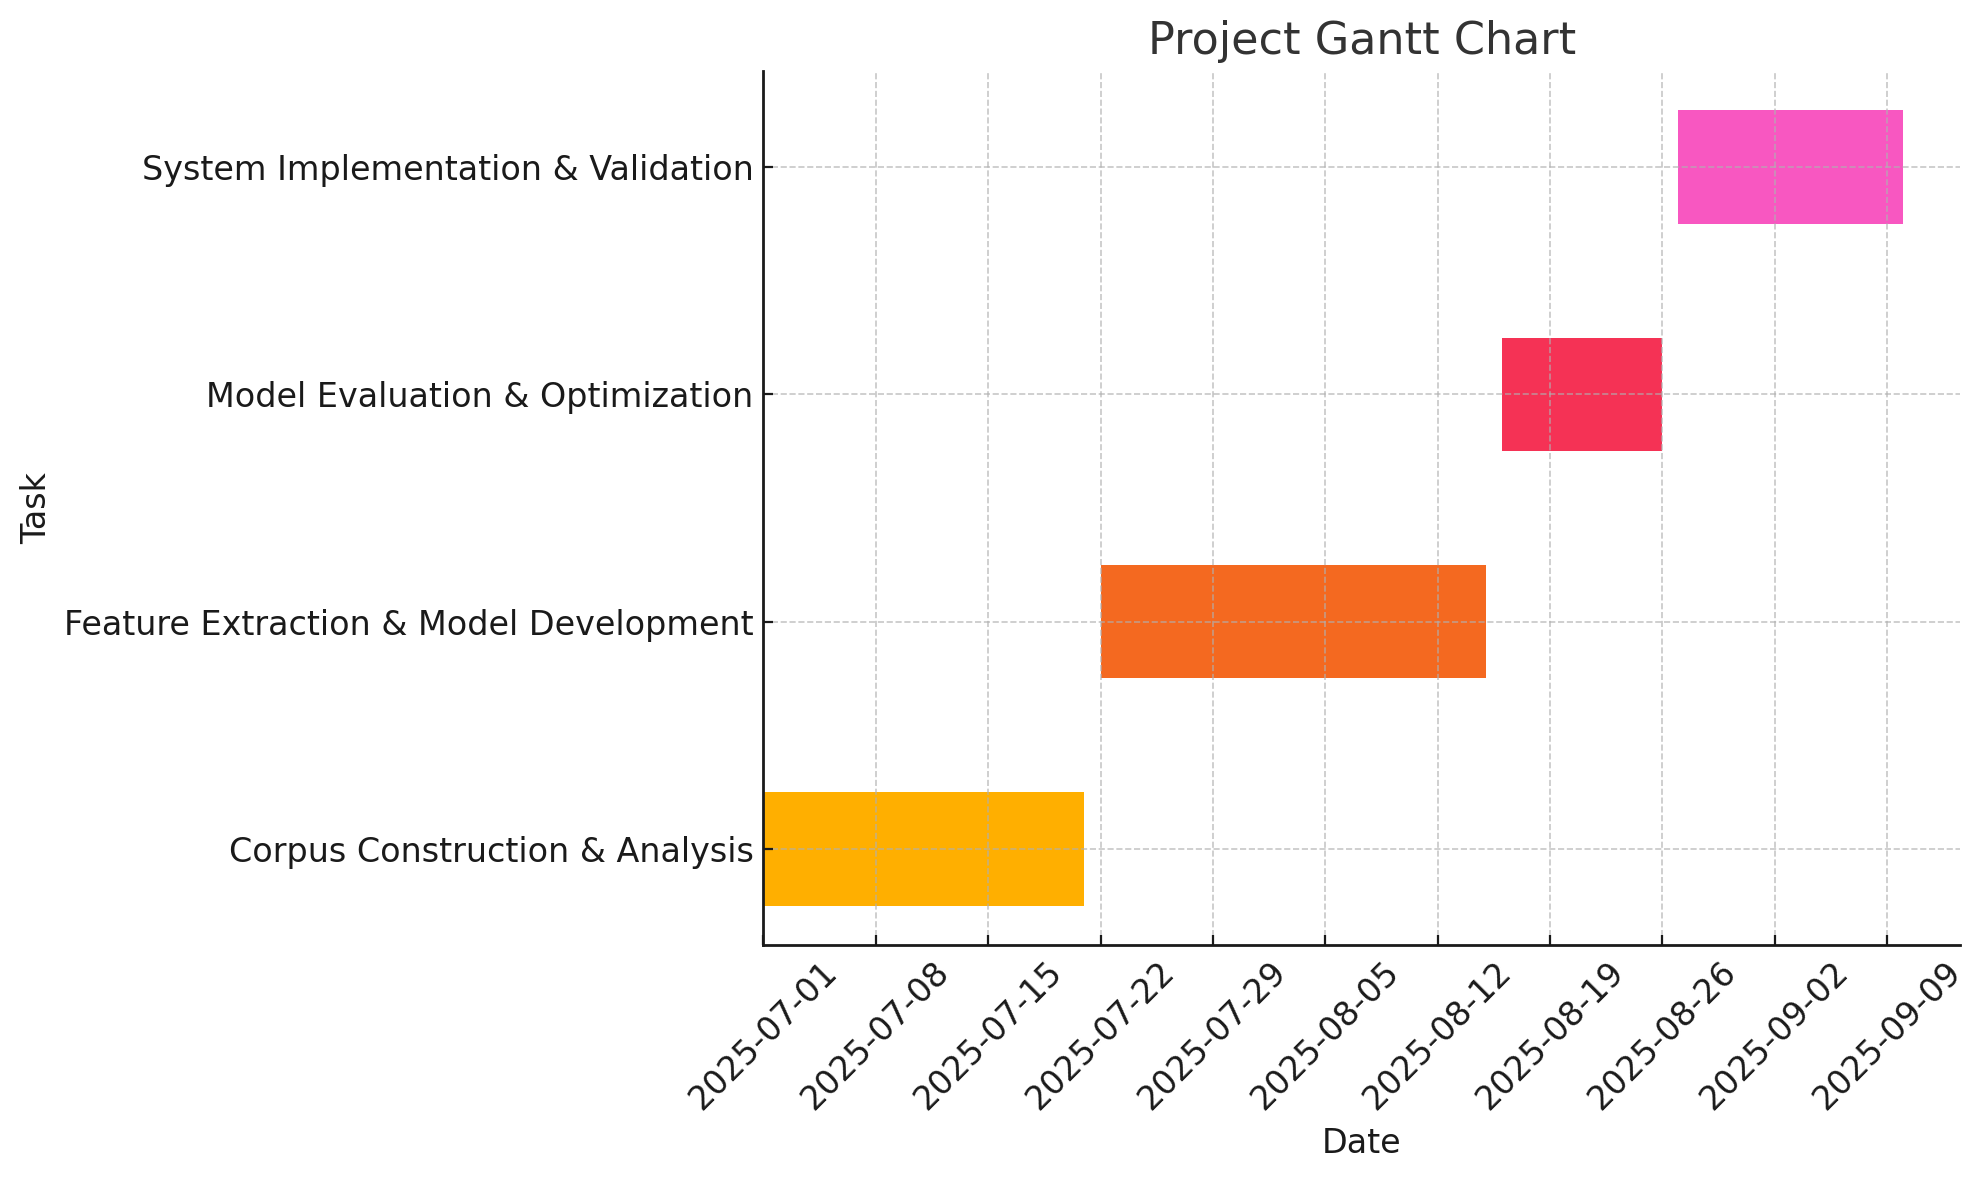 Project Gantt Chart
System Implementation & Validation
Model Evaluation & Optimization
Feature Extraction & Model Development
Corpus Construction & Analysis
Task
2025-07-01
2025-07-08
2025-07-15
2025-07-22
2025-07-29
2025-08-05
2025-08-12
2025-08-19
2025-08-26
2025-09-02
2025-09-09
Date